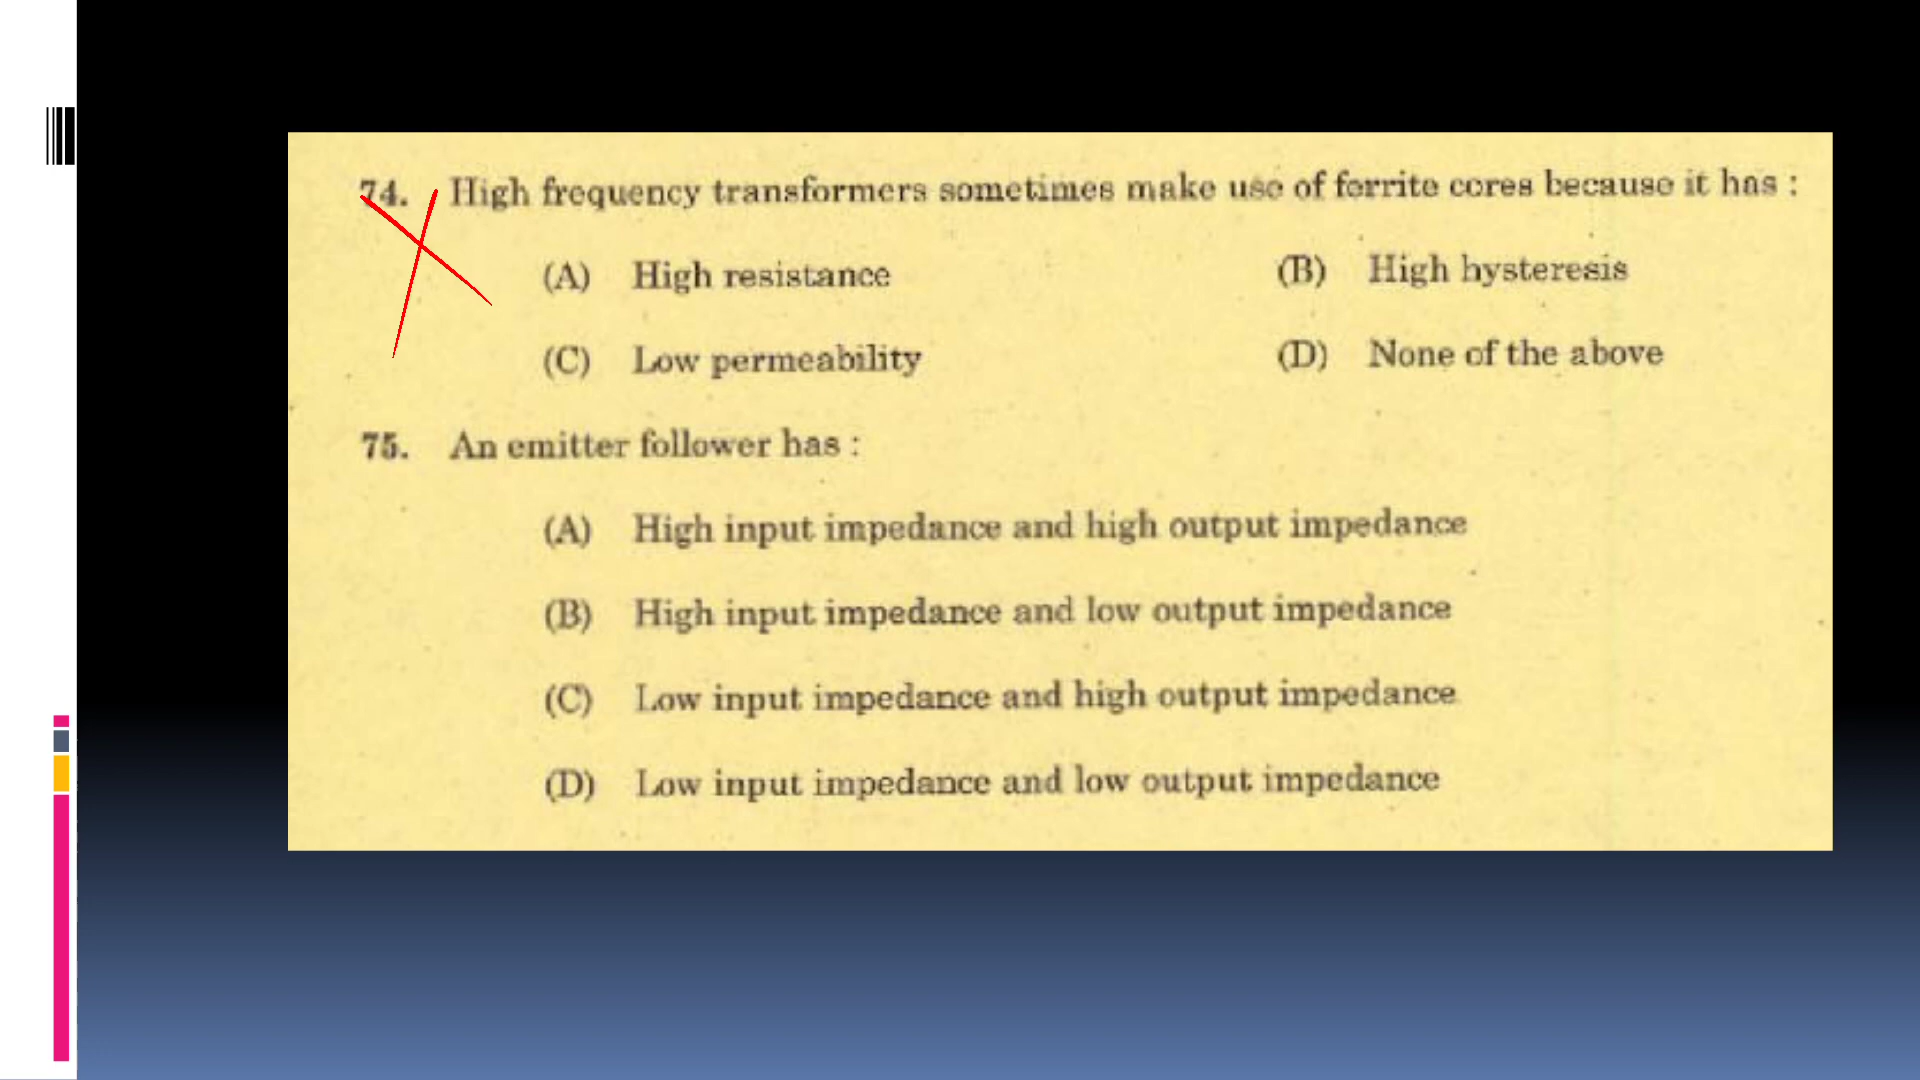 74. High frequency transformers sometimes make use of ferrite cores because it has :
(A) High resistance (B) High hysteresis
(C) Low permeability (D) None of the above
75. An emitter follower has :
(A) High input impedance and high output impedance
(B) High input impedance and low output impedance
(C) Low input impedance and high output impedance
(D) Low input impedance and low output impedance